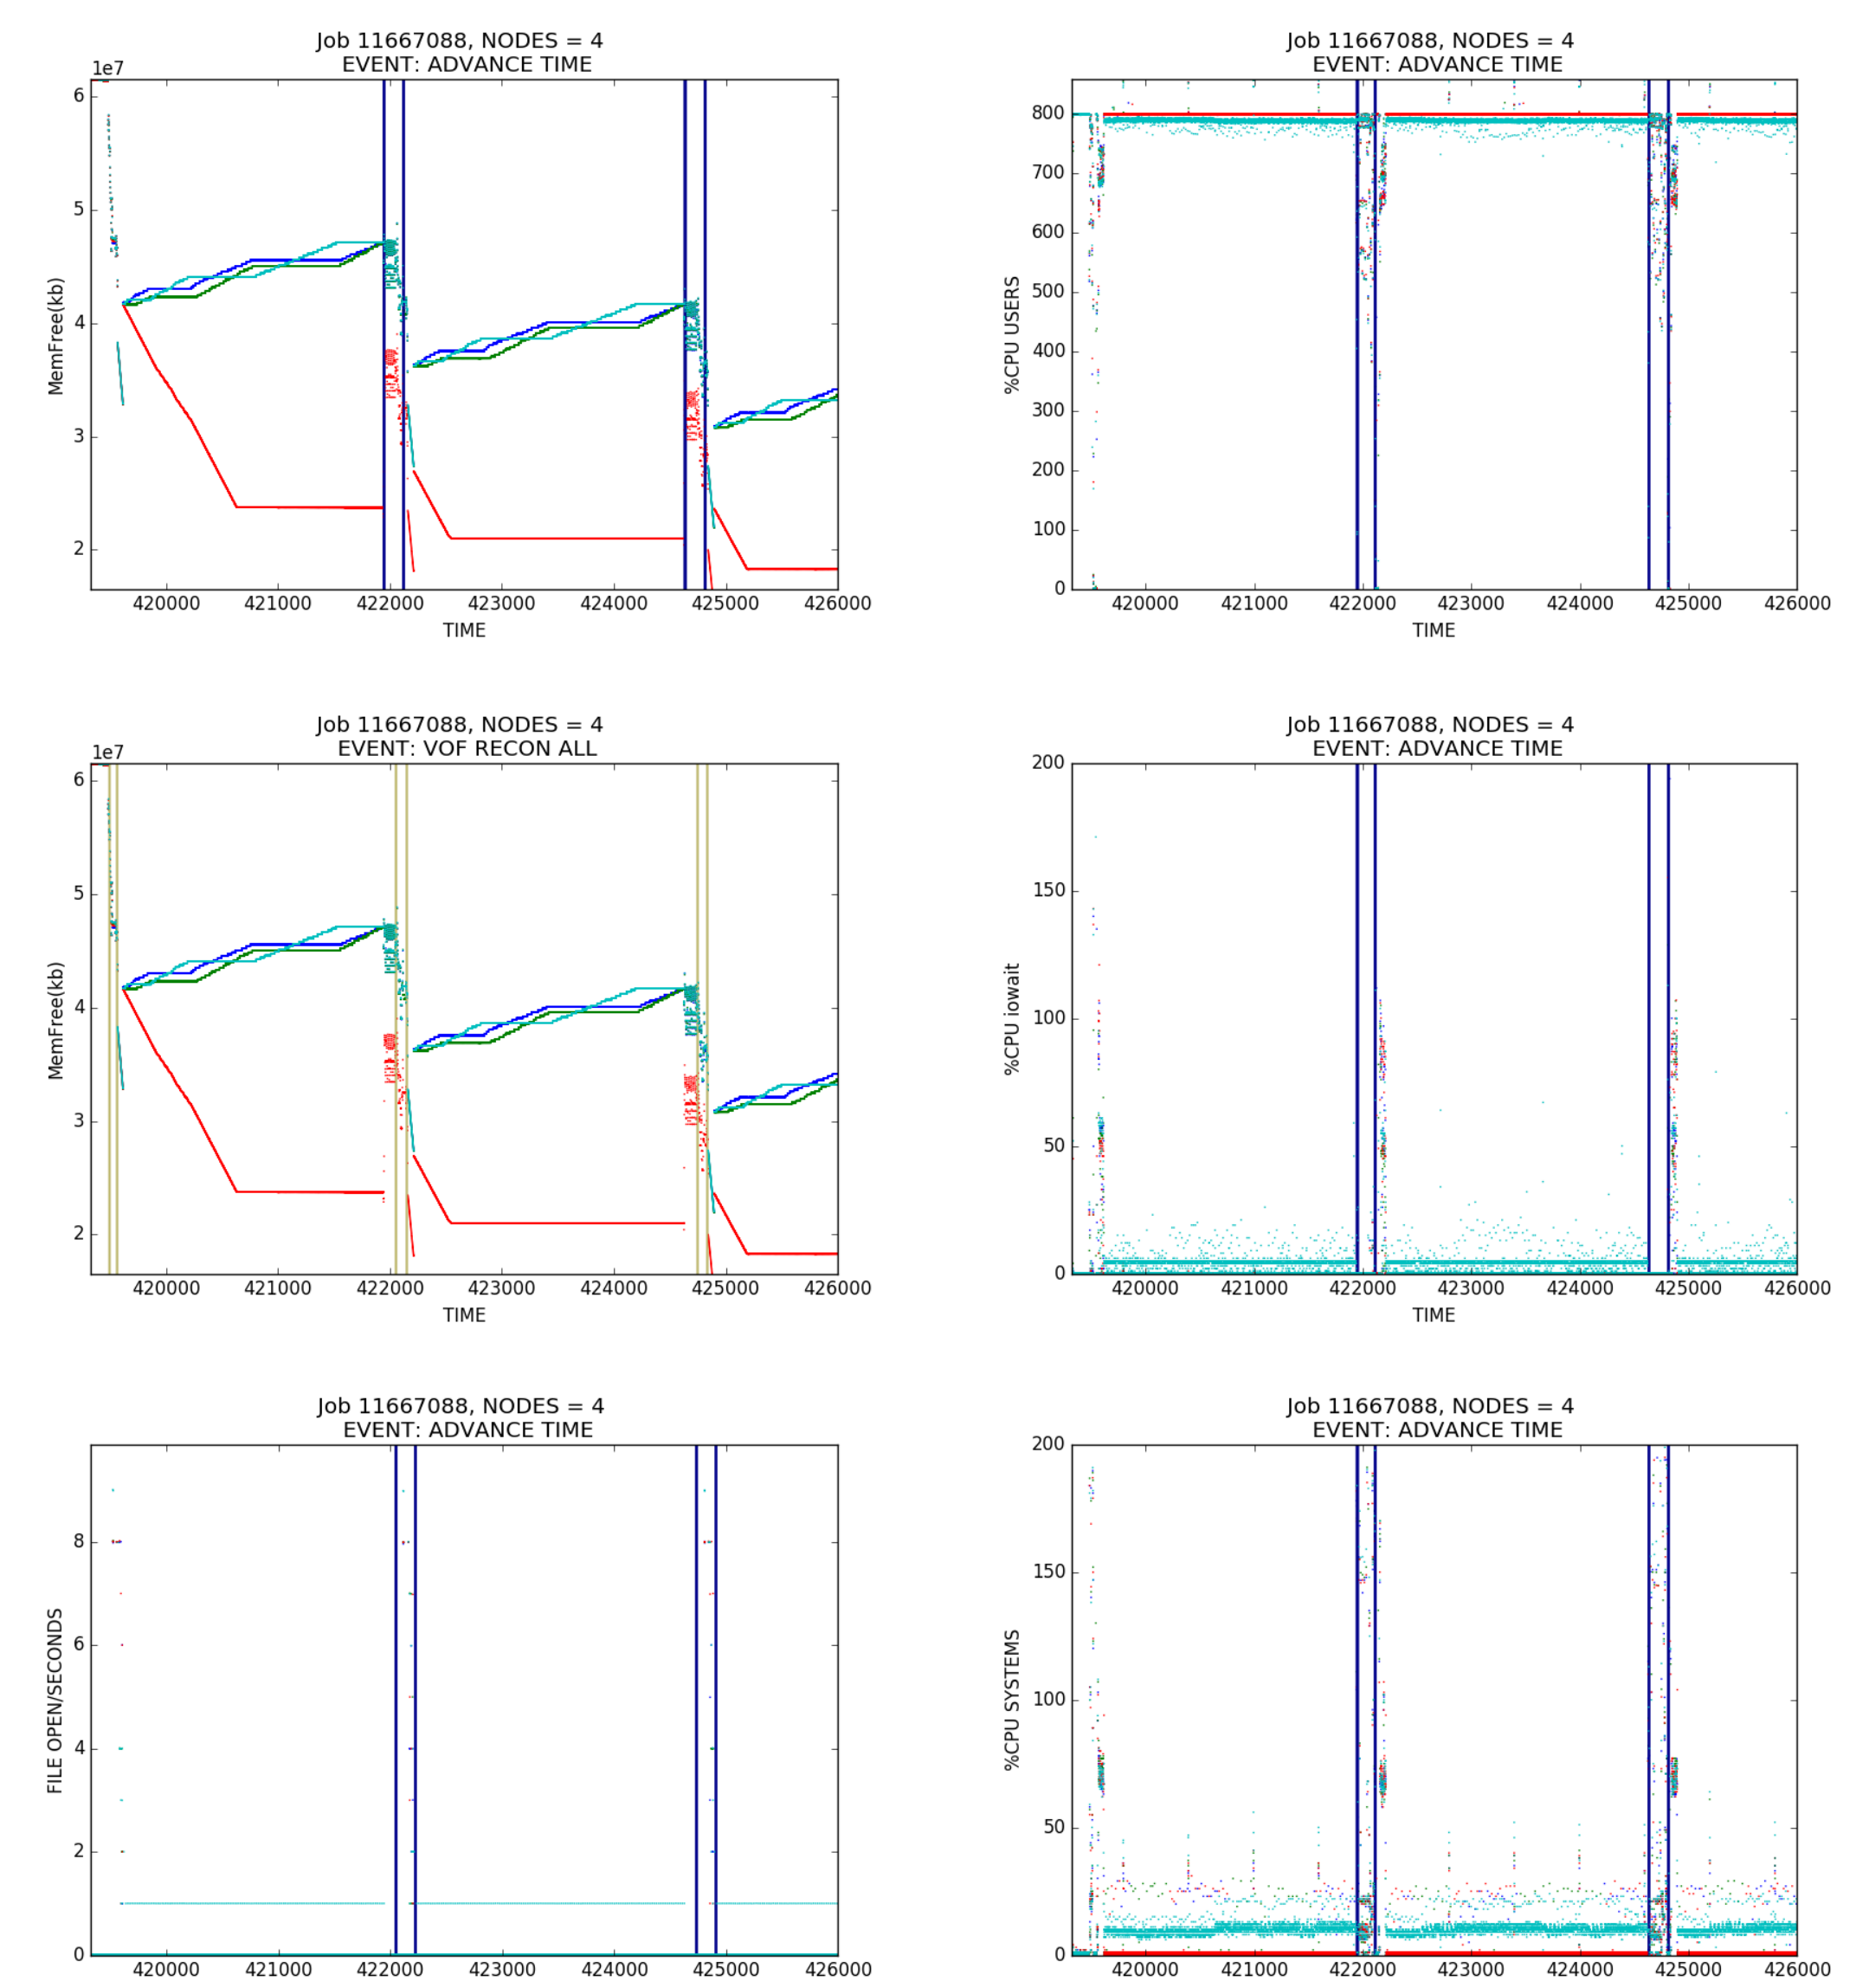 Job 11667088, NODES = 4
EVENT: ADVANCE TIME
1e7
6
5
4
3
2
MemFree(kb)
420000 421000 422000 423000 424000 425000 426000
TIME
Job 11667088, NODES = 4
EVENT: ADVANCE TIME
800
700
600
500
400
300
200
100
0
%CPU USERS
420000 421000 422000 423000 424000 425000 426000
TIME
Job 11667088, NODES = 4
EVENT: VOF RECON ALL
1e7
6
5
4
3
2
MemFree(kb)
420000 421000 422000 423000 424000 425000 426000
TIME
Job 11667088, NODES = 4
EVENT: ADVANCE TIME
200
150
100
50
0
%CPU iowait
420000 421000 422000 423000 424000 425000 426000
TIME
Job 11667088, NODES = 4
EVENT: ADVANCE TIME
8
6
4
2
0
FILE OPEN/SECONDS
420000 421000 422000 423000 424000 425000 426000
Job 11667088, NODES = 4
EVENT: ADVANCE TIME
200
150
100
50
0
%CPU SYSTEMS
420000 421000 422000 423000 424000 425000 426000